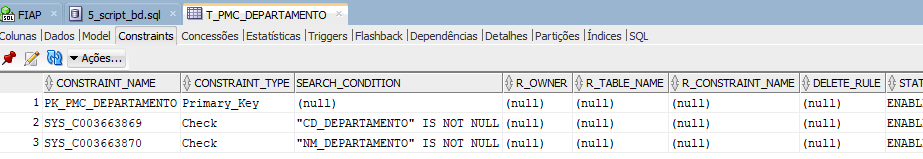 FIAP 5_script_bd.sql T_PMC_DEPARTAMENTO
Colunas Dados Model Constraints Concessões Estatísticas Triggers Flashback Dependências Detalhes Partições Índices SQL
Ações...
CONSTRAINT_NAME CONSTRAINT_TYPE SEARCH_CONDITION R_OWNER R_TABLE_NAME R_CONSTRAINT_NAME DELETE_RULE STAT
1 PK_PMC_DEPARTAMENTO Primary_Key (null) (null) (null) (null) (null) ENABL
2 SYS_C003663869 Check "CD_DEPARTAMENTO" IS NOT NULL (null) (null) (null) (null) ENABL
3 SYS_C003663870 Check "NM_DEPARTAMENTO" IS NOT NULL (null) (null) (null) (null) ENABL